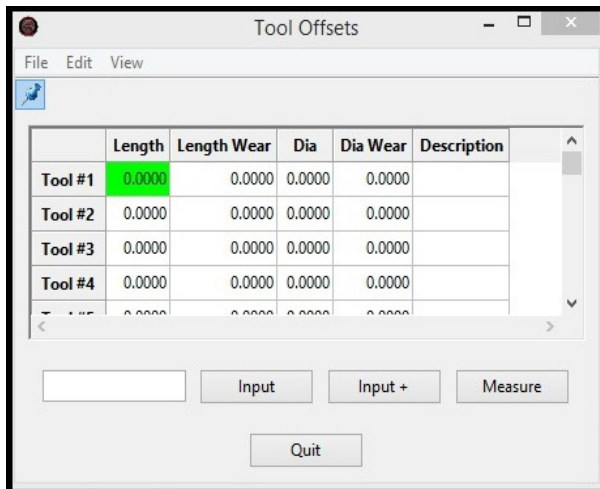 Tool Offsets
File Edit View
Length Length Wear Dia Dia Wear Description
Tool #1 0.0000 0.0000 0.0000 0.0000
Tool #2 0.0000 0.0000 0.0000 0.0000
Tool #3 0.0000 0.0000 0.0000 0.0000
Tool #4 0.0000 0.0000 0.0000 0.0000
Input Input + Measure
Quit